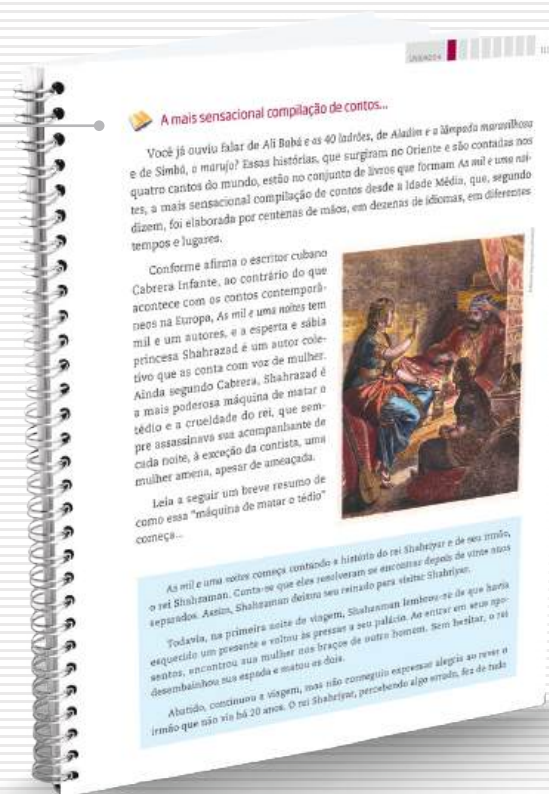 UNIDADE 4
A mais sensacional compilação de contos...
Você já ouviu falar de Ali Babá e os 40 ladrões, de Aladim e a lâmpada maravilhosa
e de Simbá, o marujo? Essas histórias, que surgiram no Oriente e são contadas nos
quatro cantos do mundo, estão no conjunto de livros que formam As mil e uma noi-
tes, a mais sensacional compilação de contos desde a Idade Média, que, segundo
dizem, foi elaborada por centenas de mãos, em dezenas de idiomas, em diferentes
tempos e lugares.
Conforme afirma o escritor cubano
Cabrera Infante, ao contrário do que
acontece com os contos contemporâ-
neos na Europa, As mil e uma noites tem
mil e um autores, e a esperta e sábia
princesa Shahrazad é um autor cole-
tivo que as conta com voz de mulher.
Ainda segundo Cabrera, Shahrazad é
a mais poderosa máquina de matar o
tédio e a crueldade do rei, que sem-
pre assassinava sua acompanhante de
cada noite, à exceção da contista, uma
mulher amena, apesar de ameaçada.
Leia a seguir um breve resumo de
como essa "máquina de matar o tédio"
começa...
As mil e uma noites começa contando a história do rei Shahriyar e de seu irmão,
o rei Shahzaman. Conta-se que eles resolveram se encontrar depois de vinte anos
separados. Assim, Shahzaman deixou seu reinado para visitar Shahriyar.
Todavia, na primeira noite de viagem, Shahzaman lembrou-se de que havia
esquecido um presente e voltou às pressas a seu palácio. Ao entrar em seus apo-
sentos, encontrou sua mulher nos braços de outro homem. Sem hesitar, o rei
desembainhou sua espada e matou os dois.
Abatido, continuou a viagem, mas não conseguiu expressar alegria ao rever o
irmão que não via há 20 anos. O rei Shahriyar, percebendo algo errado, fez de tudo